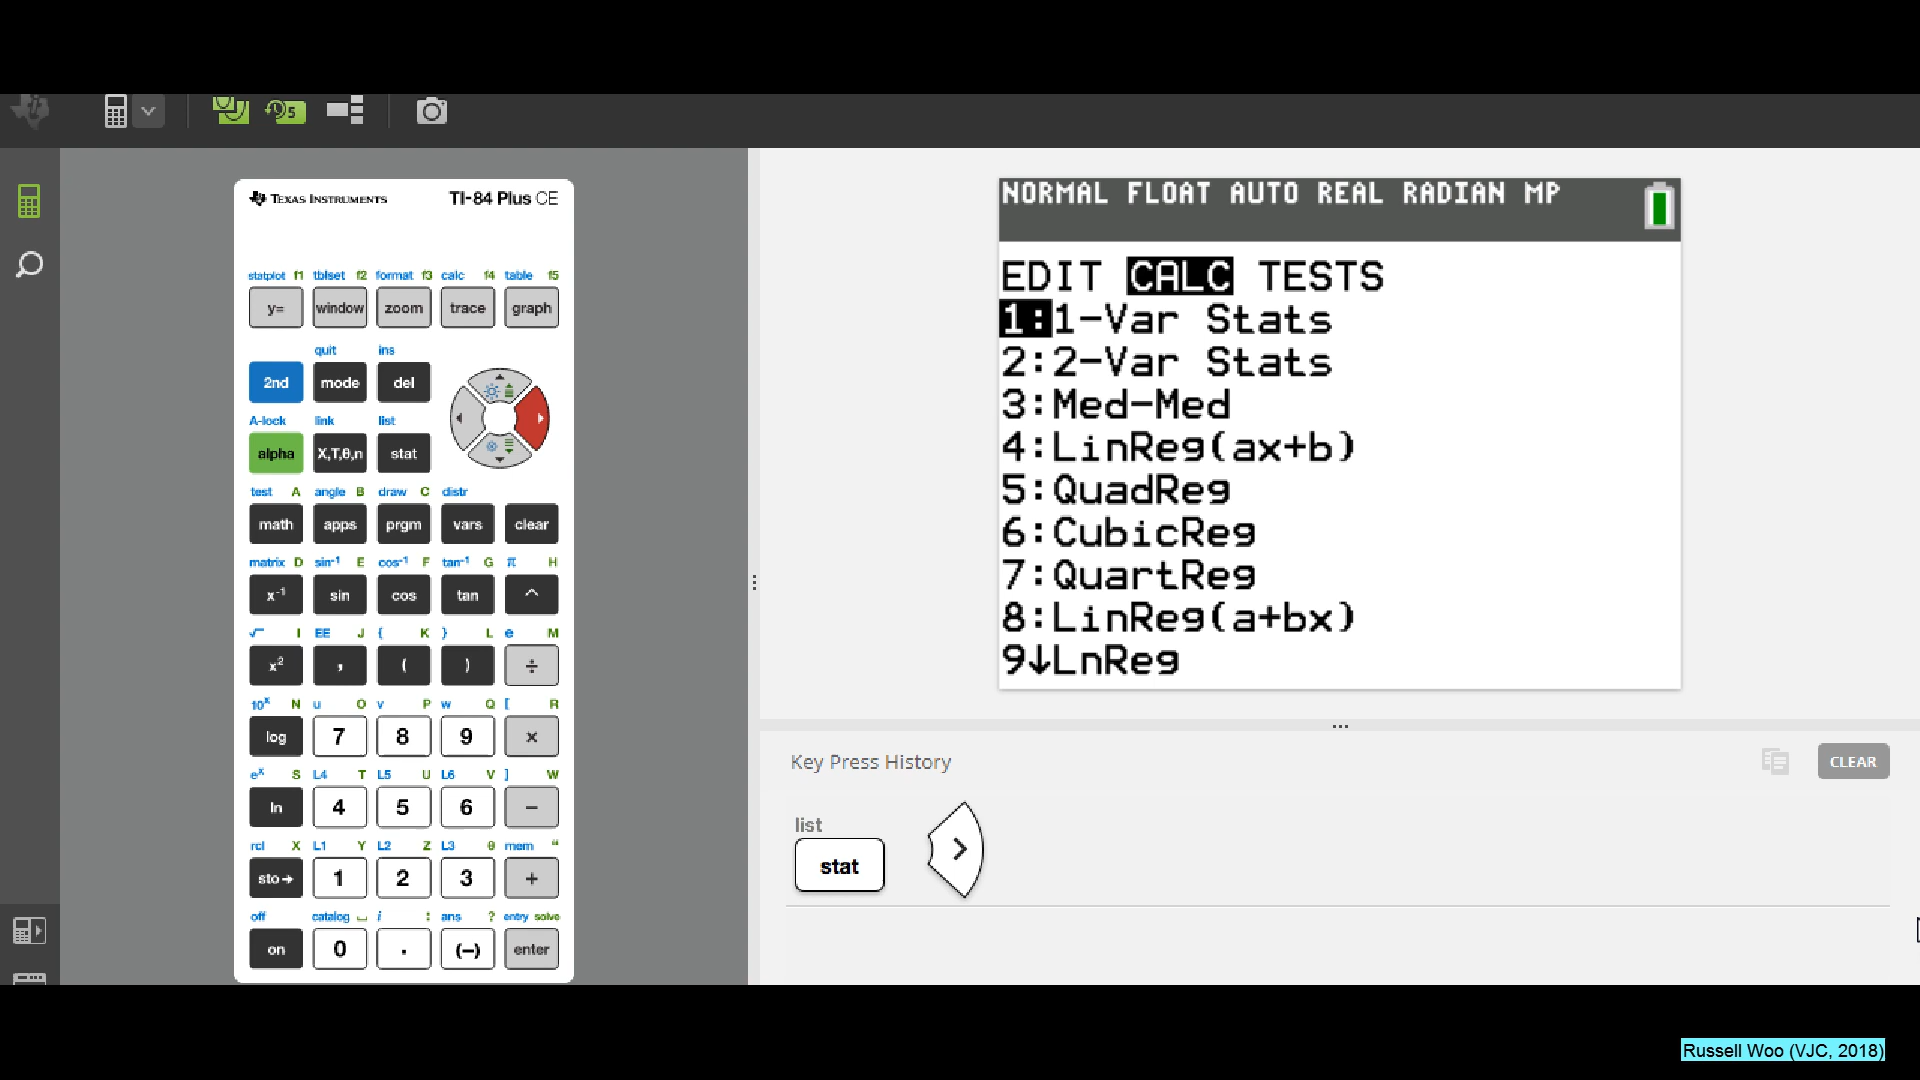 TEXAS INSTRUMENTS TI-84 Plus CE
statplot f1 tblset f2 format f3 calc f4 table f5
y= window zoom trace graph
quit ins
2nd mode del
A-lock link list
alpha X,T,θ,n stat
test A angle B draw C distr
math apps prgm vars clear
matrix D sin⁻¹ E cos⁻¹ F tan⁻¹ G π H
x⁻¹ sin cos tan ^
√ I EE J { K } L e M
x² , ( ) ÷
10ˣ N u O v P w Q [ R
log 7 8 9 ×
eˣ S L4 T L5 U L6 V ] W
ln 4 5 6 −
rcl X L1 Y L2 Z L3 θ mem "
sto→ 1 2 3 +
off catalog ⎵ i : ans ? entry solve
on 0 . (−) enter
5
NORMAL FLOAT AUTO REAL RADIAN MP
EDIT CALC TESTS
1:1-Var Stats
2:2-Var Stats
3:Med-Med
4:LinReg(ax+b)
5:QuadReg
6:CubicReg
7:QuartReg
8:LinReg(a+bx)
9↓LnReg
Key Press History
CLEAR
list
stat >
Russell Woo (VJC, 2018)